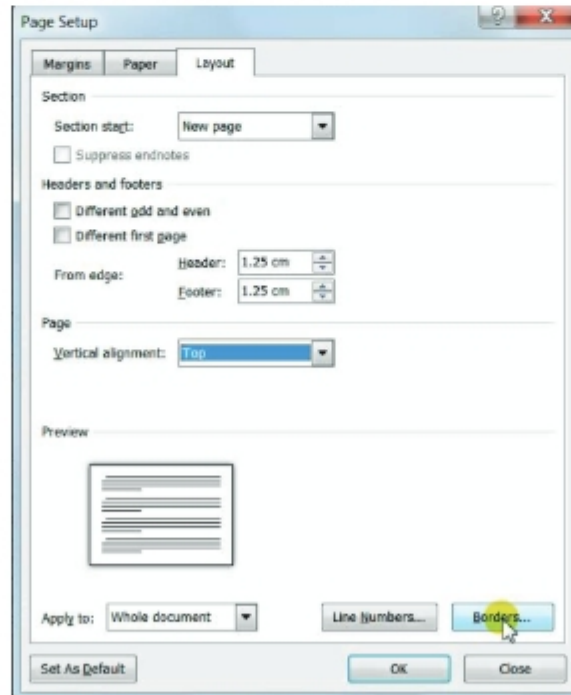 Page Setup
Margins Paper Layout
Section
Section start: New page
Suppress endnotes
Headers and footers
Different odd and even
Different first page
From edge: Header: 1.25 cm
Footer: 1.25 cm
Page
Vertical alignment: Top
Preview
Apply to: Whole document Line Numbers... Borders...
Set As Default OK Close